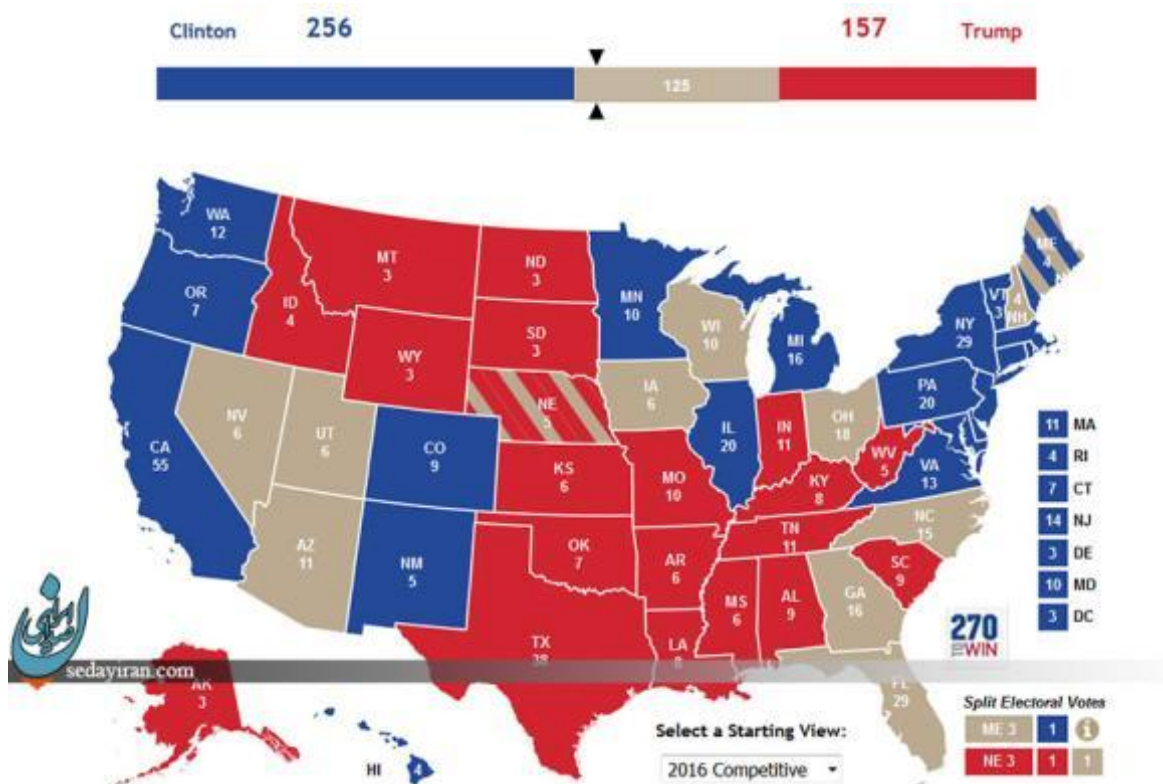 Clinton 256 157 Trump
125
WA
12
OR
7
CA
55
NV
6
ID
4
MT
3
WY
3
UT
6
AZ
11
CO
9
NM
5
ND
3
SD
3
NE
5
KS
6
OK
7
TX
38
MN
10
IA
6
MO
10
AR
6
LA
8
WI
10
IL
20
MI
16
IN
11
OH
18
KY
8
TN
11
MS
6
AL
9
GA
16
FL
29
SC
9
NC
15
VA
13
WV
5
PA
20
NY
29
VT
3
4
NH
ME
4
11 MA
4 RI
7 CT
14 NJ
3 DE
10 MD
3 DC
AK
3
HI 4
sedayiran.com
270
TO WIN
Split Electoral Votes
ME 3 1 i
NE 3 1 1
Select a Starting View:
2016 Competitive